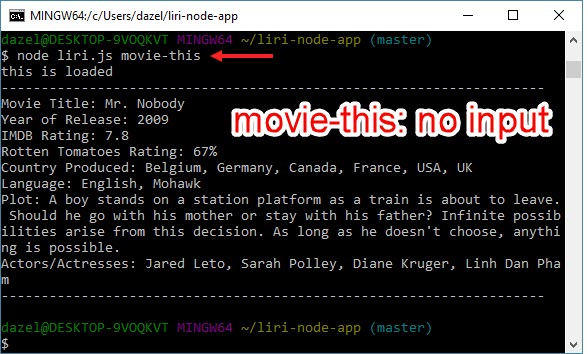 MINGW64:/c/Users/dazel/liri-node-app
dazel@DESKTOP-9VOQKVT MINGW64 ~/liri-node-app (master)
$ node liri.js movie-this
this is loaded
--------------------------------------------------------------------
Movie Title: Mr. Nobody
movie-this: no input
Year of Release: 2009
IMDB Rating: 7.8
Rotten Tomatoes Rating: 67%
Country Produced: Belgium, Germany, Canada, France, USA, UK
Language: English, Mohawk
Plot: A boy stands on a station platform as a train is about to leave.
 Should he go with his mother or stay with his father? Infinite possib
ilities arise from this decision. As long as he doesn't choose, anythi
ng is possible.
Actors/Actresses: Jared Leto, Sarah Polley, Diane Kruger, Linh Dan Pha
m
--------------------------------------------------------------------
dazel@DESKTOP-9VOQKVT MINGW64 ~/liri-node-app (master)
$